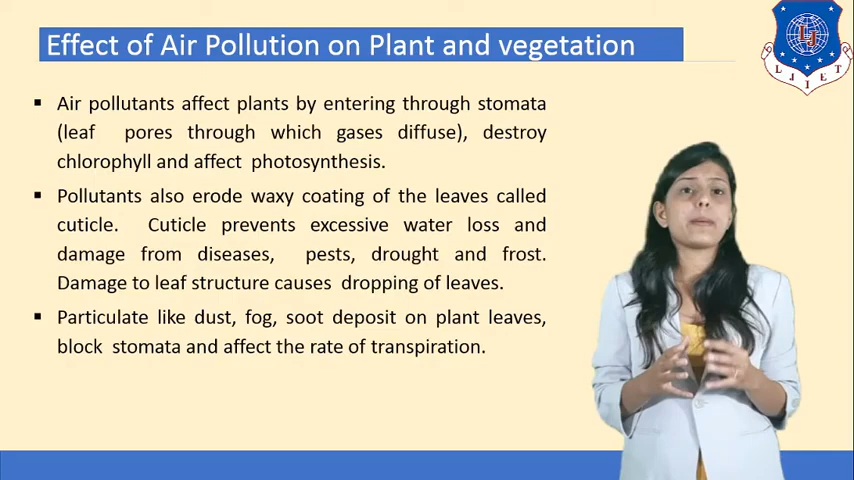 Effect of Air Pollution on Plant and vegetation
LJ
L J I E T
▪ Air pollutants affect plants by entering through stomata
(leaf pores through which gases diffuse), destroy
chlorophyll and affect photosynthesis.
▪ Pollutants also erode waxy coating of the leaves called
cuticle. Cuticle prevents excessive water loss and
damage from diseases, pests, drought and frost.
Damage to leaf structure causes dropping of leaves.
▪ Particulate like dust, fog, soot deposit on plant leaves,
block stomata and affect the rate of transpiration.